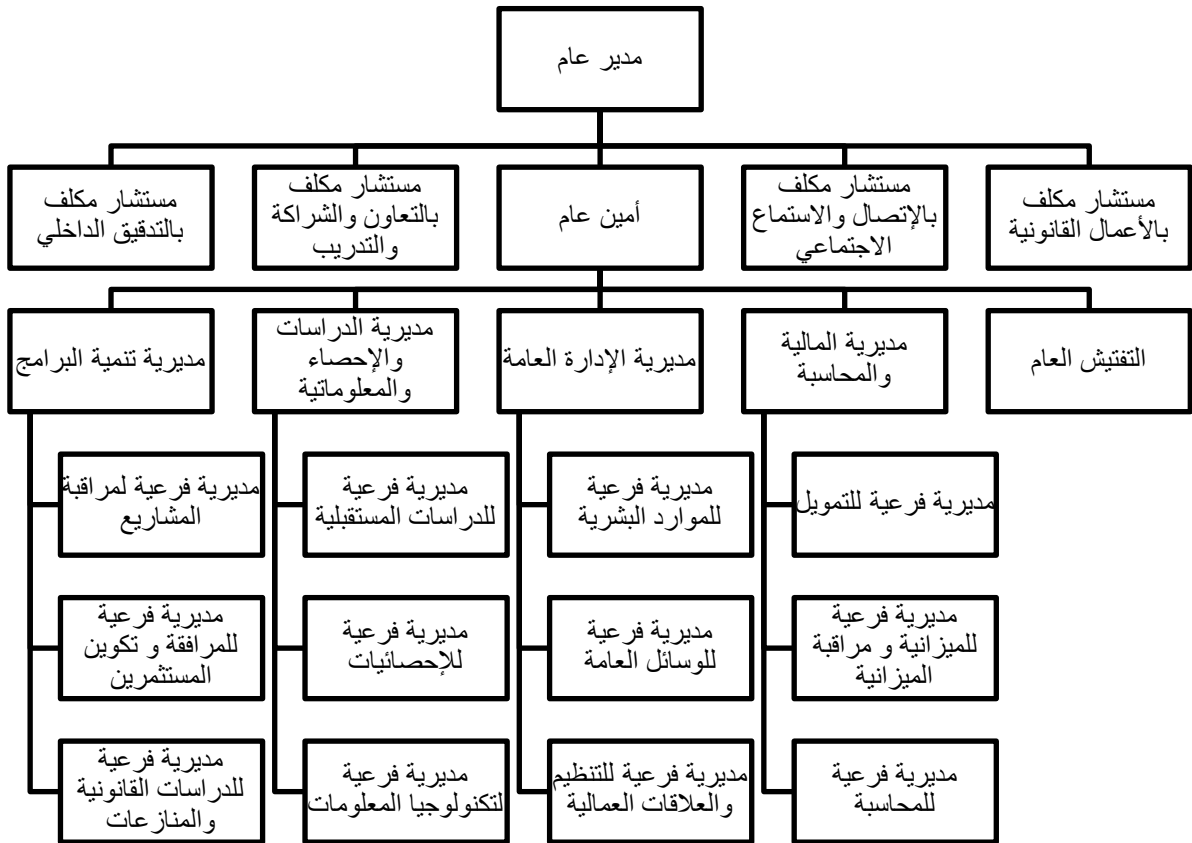 مدير عام
مستشار مكلف
بالأعمال القانونية
مستشار مكلف
بالإتصال والاستماع
الاجتماعي
أمين عام
مستشار مكلف
بالتعاون والشراكة
والتدريب
مستشار مكلف
بالتدقيق الداخلي
التفتيش العام
مديرية المالية
والمحاسبة
مديرية الإدارة العامة
مديرية الدراسات
والإحصاء
والمعلوماتية
مديرية تنمية البرامج
مديرية فرعية للتمويل
مديرية فرعية
للميزانية و مراقبة
الميزانية
مديرية فرعية
للمحاسبة
مديرية فرعية
للموارد البشرية
مديرية فرعية
للوسائل العامة
مديرية فرعية للتنظيم
والعلاقات العمالية
مديرية فرعية
للدراسات المستقبلية
مديرية فرعية
للإحصائيات
مديرية فرعية
لتكنولوجيا المعلومات
مديرية فرعية لمراقبة
المشاريع
مديرية فرعية
للمرافقة و تكوين
المستثمرين
مديرية فرعية
للدراسات القانونية
والمنازعات